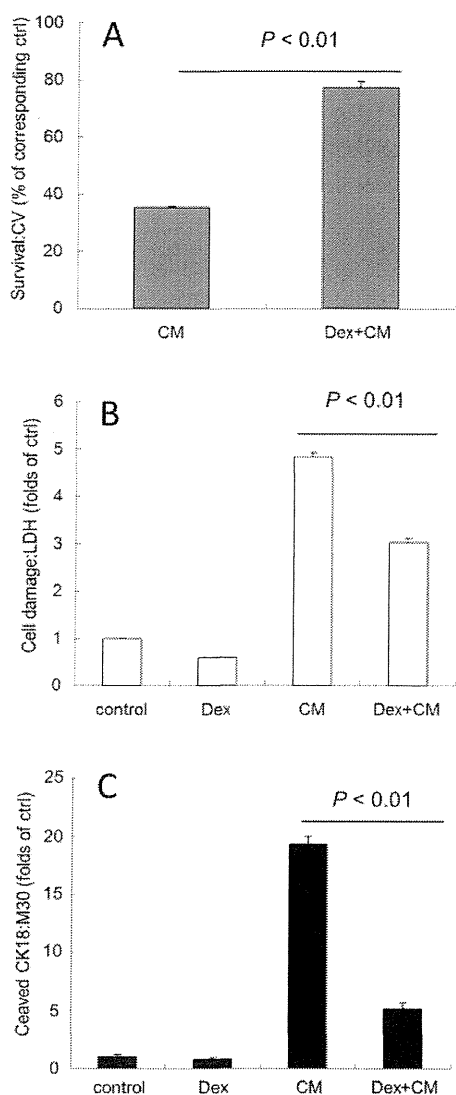 A
P < 0.01
Survival:CV (% of corresponding ctrl)
100
80
60
40
20
0
CM
Dex+CM
B
P < 0.01
Cell damage:LDH (folds of ctrl)
6
5
4
3
2
1
0
control
Dex
CM
Dex+CM
C
P < 0.01
Ceaved CK18:M30 (folds of ctrl)
25
20
15
10
5
0
control
Dex
CM
Dex+CM